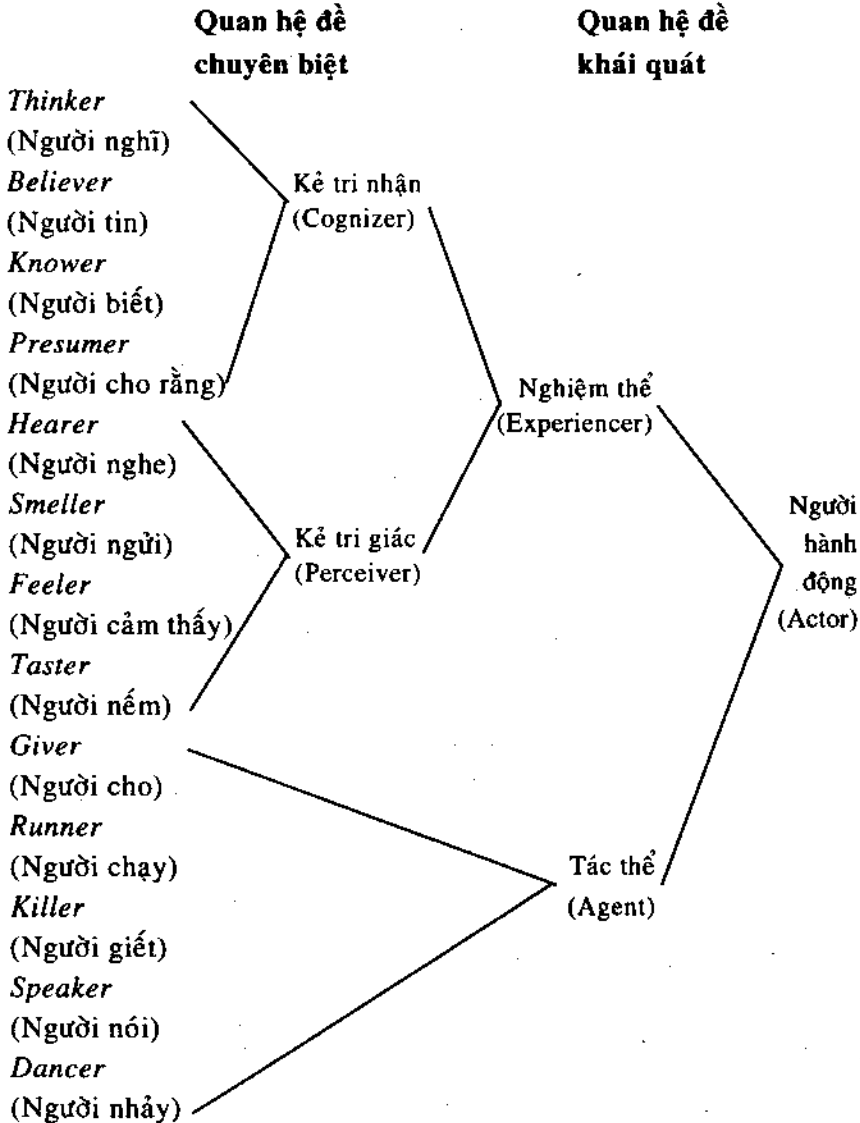 Quan hệ đề
chuyên biệt
Quan hệ đề
khái quát
Thinker
(Người nghĩ)
Believer
(Người tin)
Knower
(Người biết)
Presumer
(Người cho rằng)
Hearer
(Người nghe)
Smeller
(Người ngửi)
Feeler
(Người cảm thấy)
Taster
(Người nếm)
Giver
(Người cho)
Runner
(Người chạy)
Killer
(Người giết)
Speaker
(Người nói)
Dancer
(Người nhảy)
Kẻ tri nhận
(Cognizer)
Kẻ tri giác
(Perceiver)
Nghiệm thể
(Experiencer)
Tác thể
(Agent)
Người
hành
động
(Actor)